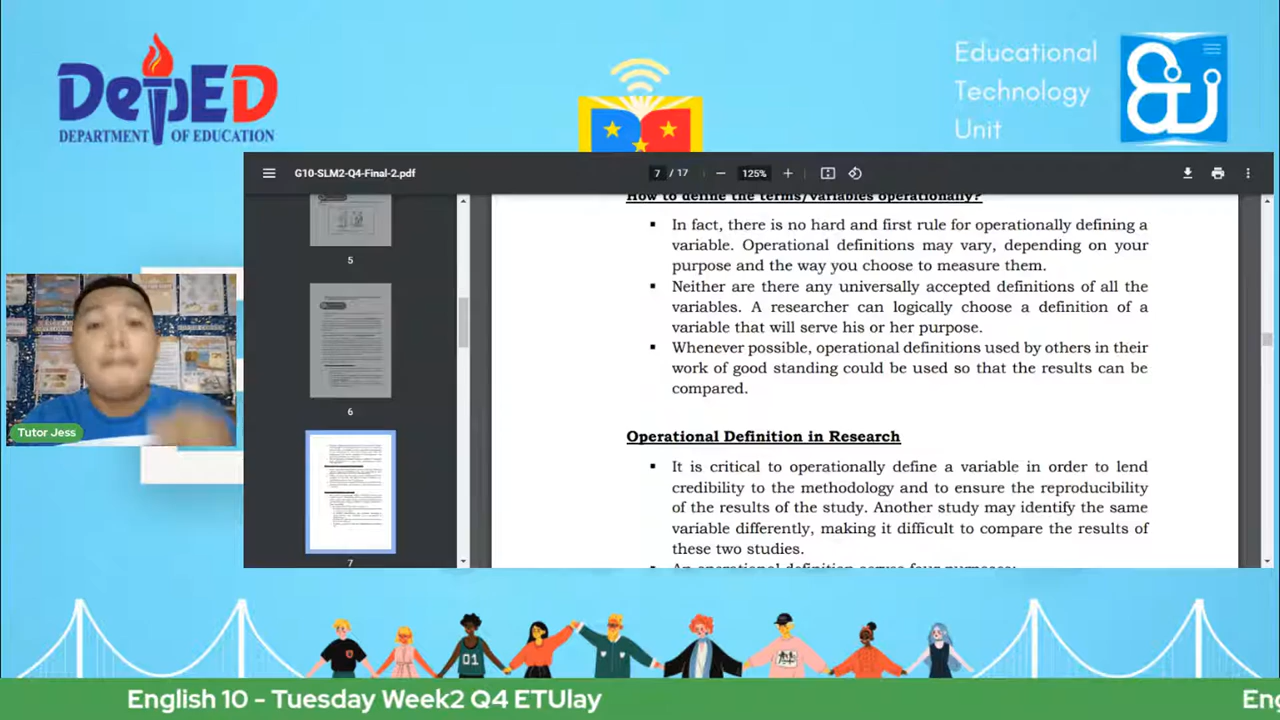 DepED
DEPARTMENT OF EDUCATION
Educational
Technology
Unit
G10-SLM2-Q4-Final-2.pdf
7 / 17
125%
5
6
7
How to define the terms/variables operationally?
▪ In fact, there is no hard and first rule for operationally defining a
variable. Operational definitions may vary, depending on your
purpose and the way you choose to measure them.
▪ Neither are there any universally accepted definitions of all the
variables. A researcher can logically choose a definition of a
variable that will serve his or her purpose.
▪ Whenever possible, operational definitions used by others in their
work of good standing could be used so that the results can be
compared.
Operational Definition in Research
▪ It is critical to operationally define a variable in order to lend
credibility to the methodology and to ensure the reproducibility
of the results of the study. Another study may identify the same
variable differently, making it difficult to compare the results of
these two studies.
▪ An operational definition serves four purposes:
Tutor Jess
01
English 10 - Tuesday Week2 Q4 ETUlay
Eng